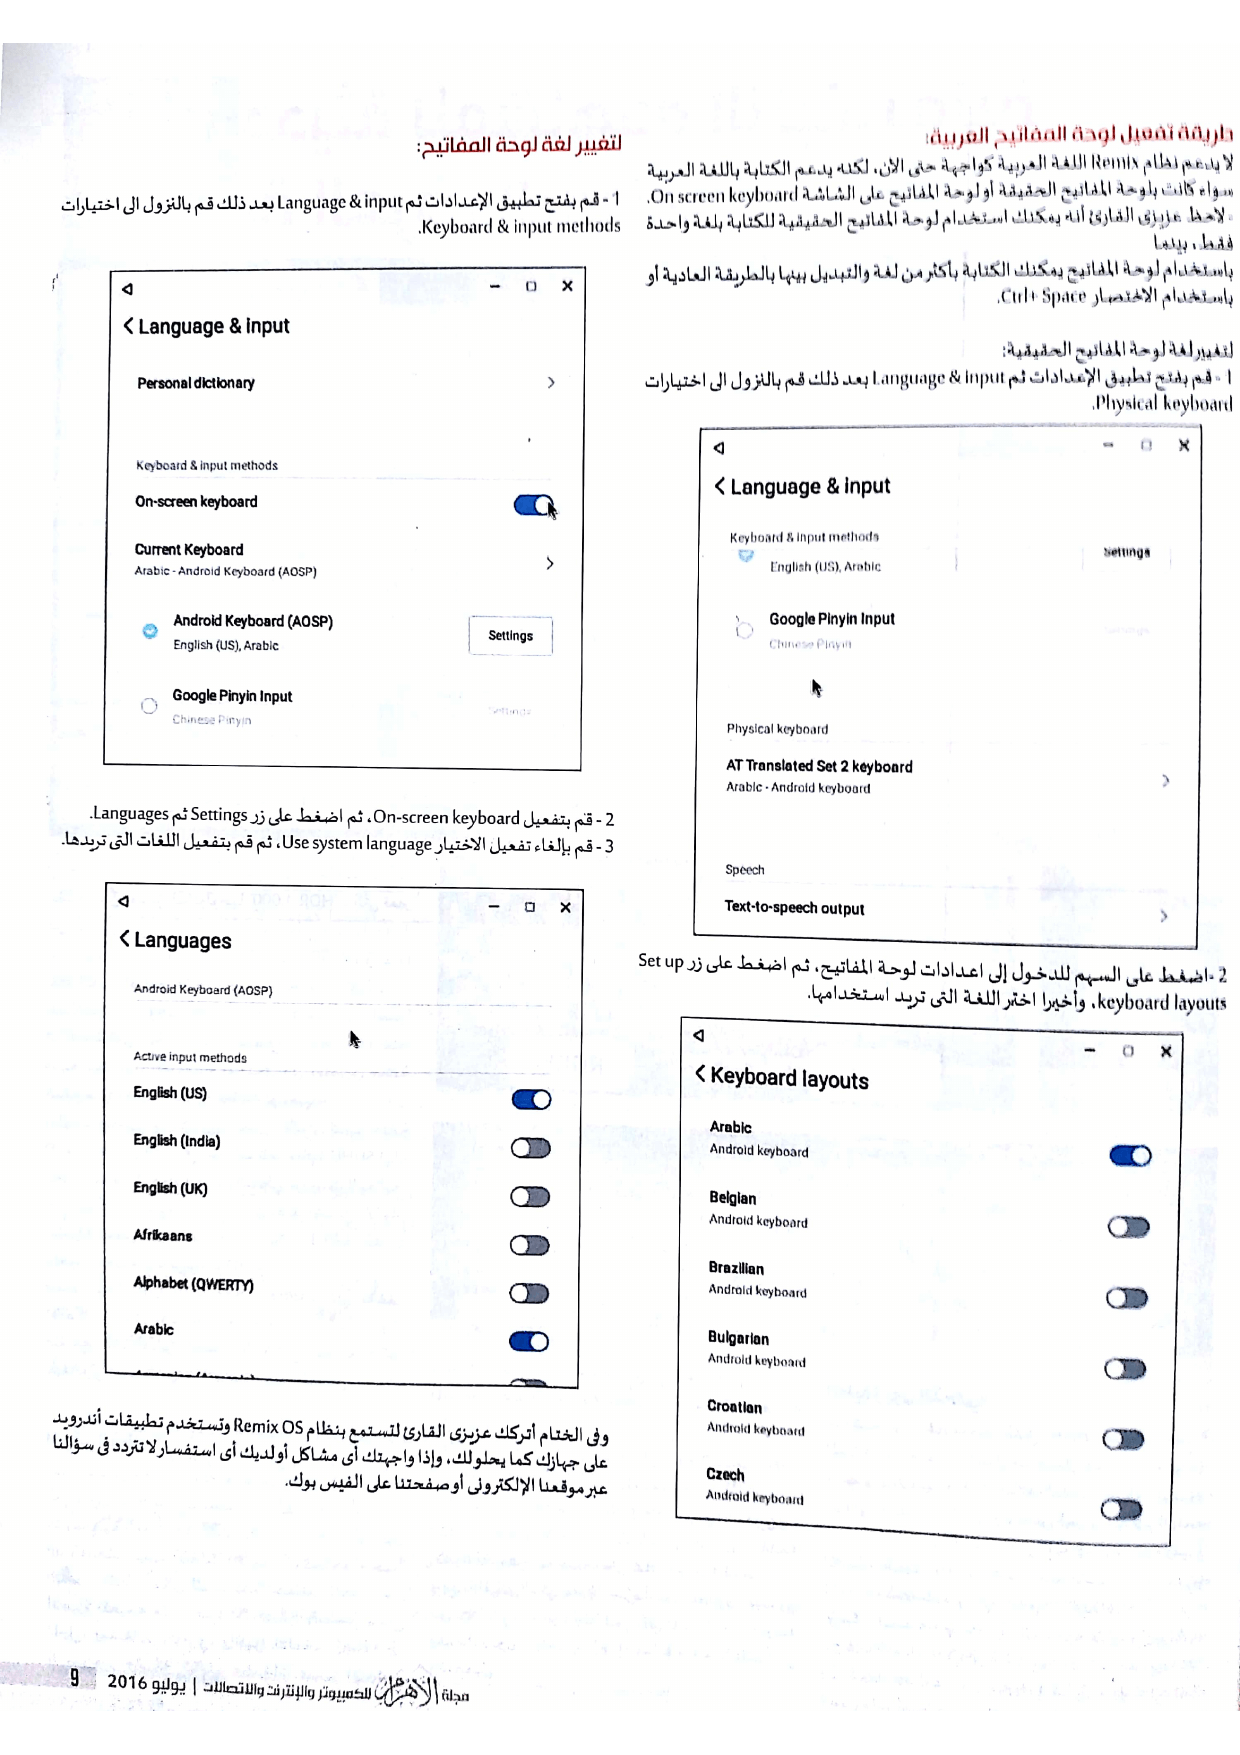 طريقة تفعيل لوحة المفاتيح العربية:
لا يدعم نظام Remix اللغة العربية كواجهة حتى الآن، لكنه يدعم الكتابة باللغة العربية
سواء كانت بلوحة المفاتيح الحقيقة أو لوحة المفاتيح على الشاشة On screen keyboard.
- لاحظ عزيزى القارئ أنه يمكنك استخدام لوحة المفاتيح الحقيقية للكتابة بلغة واحدة
فقط، بينما
باستخدام لوحة المفاتيح يمكنك الكتابة بأكثر من لغة والتبديل بينها بالطريقة العادية أو
باستخدام الاختصار Ctrl+ Space.
لتغيير لغة لوحة المفاتيح الحقيقية:
1 - قم بفتح تطبيق الإعدادات ثم Language & input بعد ذلك قم بالنزول الى اختيارات
Physical keyboard.
Language & input
Keyboard & input methods
English (US), Arabic
Settings
Google Pinyin Input
Chinese Pinyin
Physical keyboard
AT Translated Set 2 keyboard
Arabic - Android keyboard
Speech
Text-to-speech output
2 -اضغط على السهم للدخول إلى اعدادات لوحة المفاتيح، ثم اضغط على زر Set up
keyboard layouts، وأخيرا اختر اللغة التى تريد استخدامها.
Keyboard layouts
Arabic
Android keyboard
Belgian
Android keyboard
Brazilian
Android keyboard
Bulgarian
Android keyboard
Croatian
Android keyboard
Czech
Android keyboard
لتغيير لغة لوحة المفاتيح:
1 - قم بفتح تطبيق الإعدادات ثم Language & input بعد ذلك قم بالنزول الى اختيارات
Keyboard & input methods.
Language & input
Personal dictionary
Keyboard & input methods
On-screen keyboard
Current Keyboard
Arabic - Android Keyboard (AOSP)
Android Keyboard (AOSP)
English (US), Arabic
Settings
Google Pinyin Input
Chinese Pinyin
Settings
2 - قم بتفعيل On-screen keyboard، ثم اضغط على زر Settings ثم Languages.
3 - قم بإلغاء تفعيل الاختيار Use system language، ثم قم بتفعيل اللغات التى تريدها.
Languages
Android Keyboard (AOSP)
Active input methods
English (US)
English (India)
English (UK)
Afrikaans
Alphabet (QWERTY)
Arabic
وفى الختام أتركك عزيزى القارئ لتستمع بنظام Remix OS وتستخدم تطبيقات أندرويد
على جهازك كما يحلو لك، وإذا واجهتك أى مشاكل أو لديك أى استفسار لا تتردد فى سؤالنا
عبر موقعنا الإلكترونى أو صفحتنا على الفيس بوك.
مجلة الأهرام للكمبيوتر والإنترنت والاتصالات | يوليو 2016 9